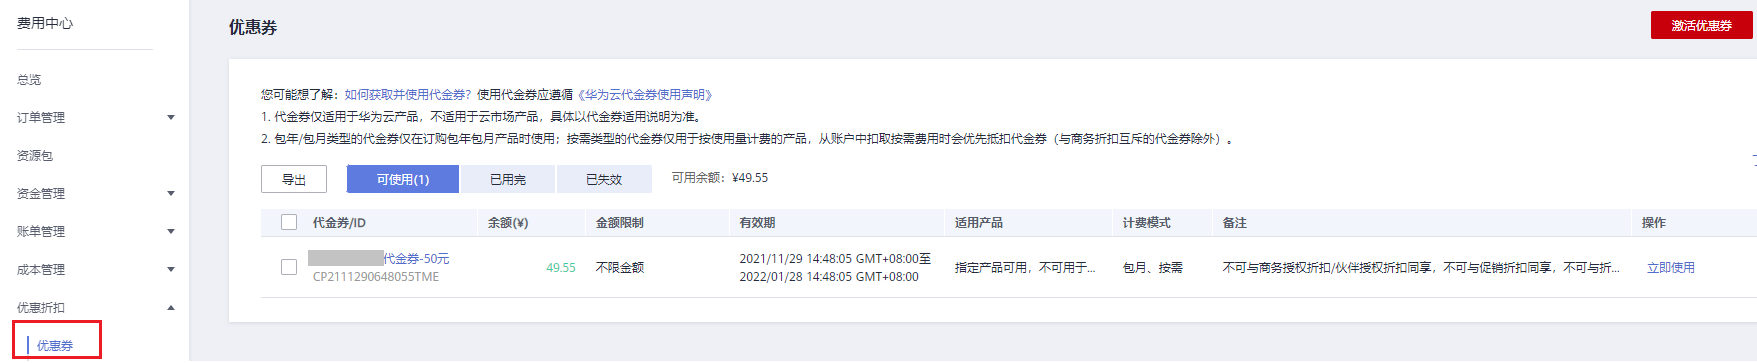 费用中心
总览
订单管理
资源包
资金管理
账单管理
成本管理
优惠折扣
优惠券
优惠券
激活优惠券
您可能想了解：如何获取并使用代金券？使用代金券应遵循《华为云代金券使用声明》
1. 代金券仅适用于华为云产品，不适用于云市场产品，具体以代金券适用说明为准。
2. 包年/包月类型的代金券仅在订购包年包月产品时使用；按需类型的代金券仅用于按使用量计费的产品，从账户中扣取按需费用时会优先抵扣代金券（与商务折扣互斥的代金券除外）。
导出 可使用(1) 已用完 已失效 可用余额：¥49.55
代金券/ID 余额(¥) 金额限制 有效期 适用产品 计费模式 备注 操作
代金券-50元
CP2111290648055TME
49.55 不限金额
2021/11/29 14:48:05 GMT+08:00至
2022/01/28 14:48:05 GMT+08:00
指定产品可用，不可用于... 包月、按需 不可与商务授权折扣/伙伴授权折扣同享，不可与促销折扣同享，不可与折... 立即使用